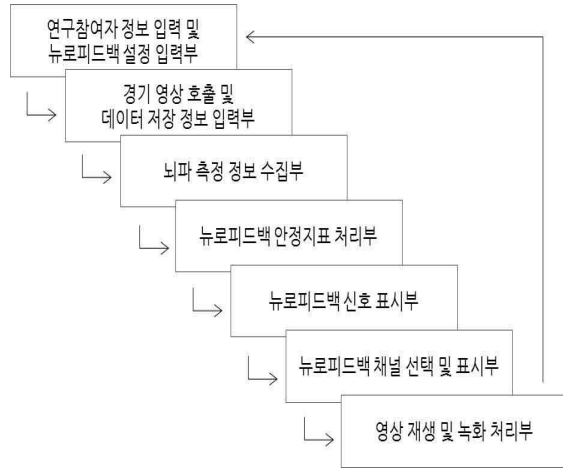 연구참여자 정보 입력 및
뉴로피드백 설정 입력부
경기 영상 호출 및
데이터 저장 정보 입력부
뇌파 측정 정보 수집부
뉴로피드백 안정지표 처리부
뉴로피드백 신호 표시부
뉴로피드백 채널 선택 및 표시부
영상 재생 및 녹화 처리부